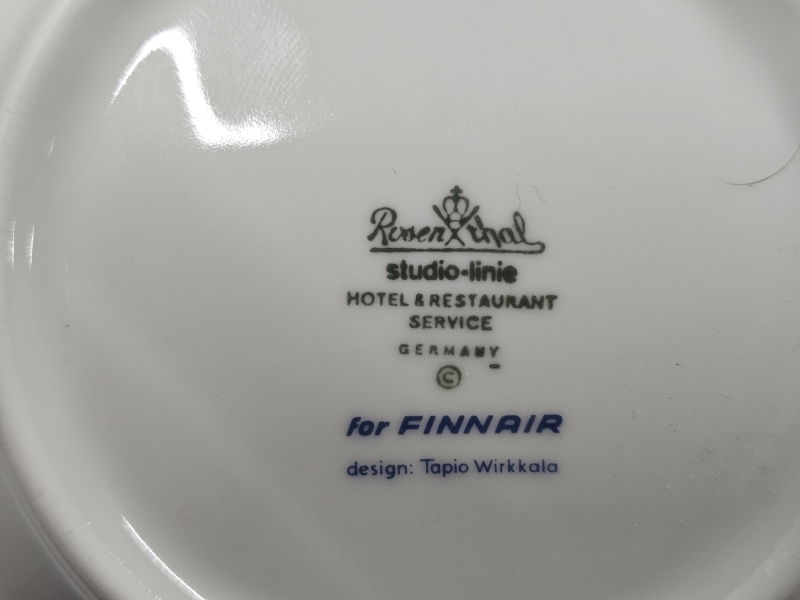 Rosenthal
studio-linie
HOTEL & RESTAURANT
SERVICE
GERMANY
©
for FINNAIR
design: Tapio Wirkkala